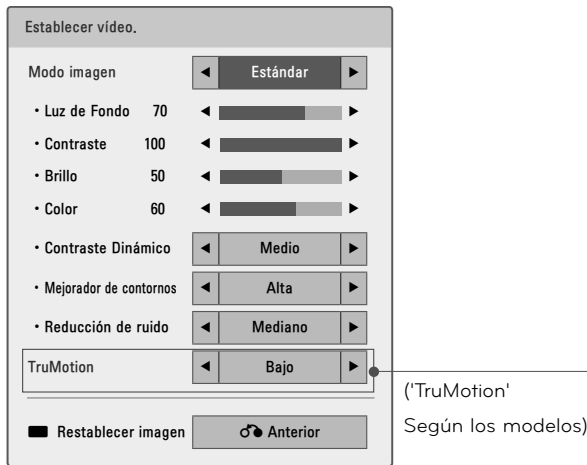 Establecer vídeo.
Modo imagen ◀ Estándar ▶
• Luz de Fondo 70 ◀ ▶
• Contraste 100 ◀ ▶
• Brillo 50 ◀ ▶
• Color 60 ◀ ▶
• Contraste Dinámico ◀ Medio ▶
• Mejorador de contornos ◀ Alta ▶
• Reducción de ruido ◀ Mediano ▶
TruMotion ◀ Bajo ▶
('TruMotion'
Según los modelos)
Restablecer imagen Anterior